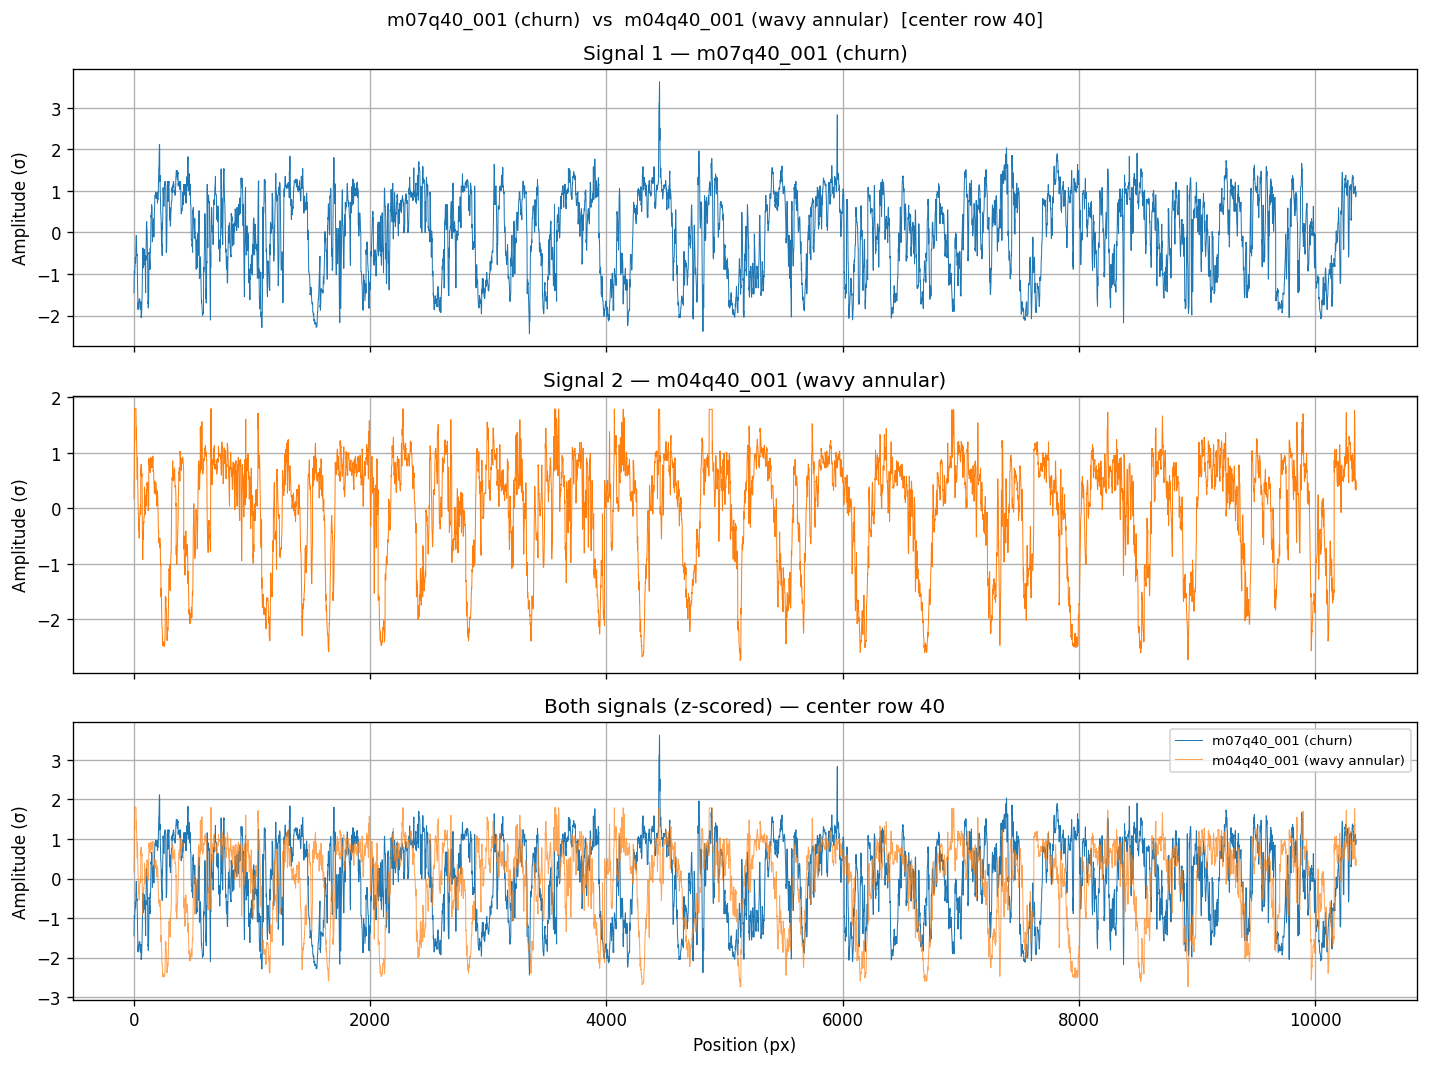 m07q40_001 (churn)  vs  m04q40_001 (wavy annular)  [center row 40]
Signal 1 — m07q40_001 (churn)
Amplitude (σ)
3
2
1
0
−1
−2
Signal 2 — m04q40_001 (wavy annular)
Amplitude (σ)
2
1
0
−1
−2
Both signals (z-scored) — center row 40
m07q40_001 (churn)
m04q40_001 (wavy annular)
Amplitude (σ)
3
2
1
0
−1
−2
−3
0 2000 4000 6000 8000 10000
Position (px)